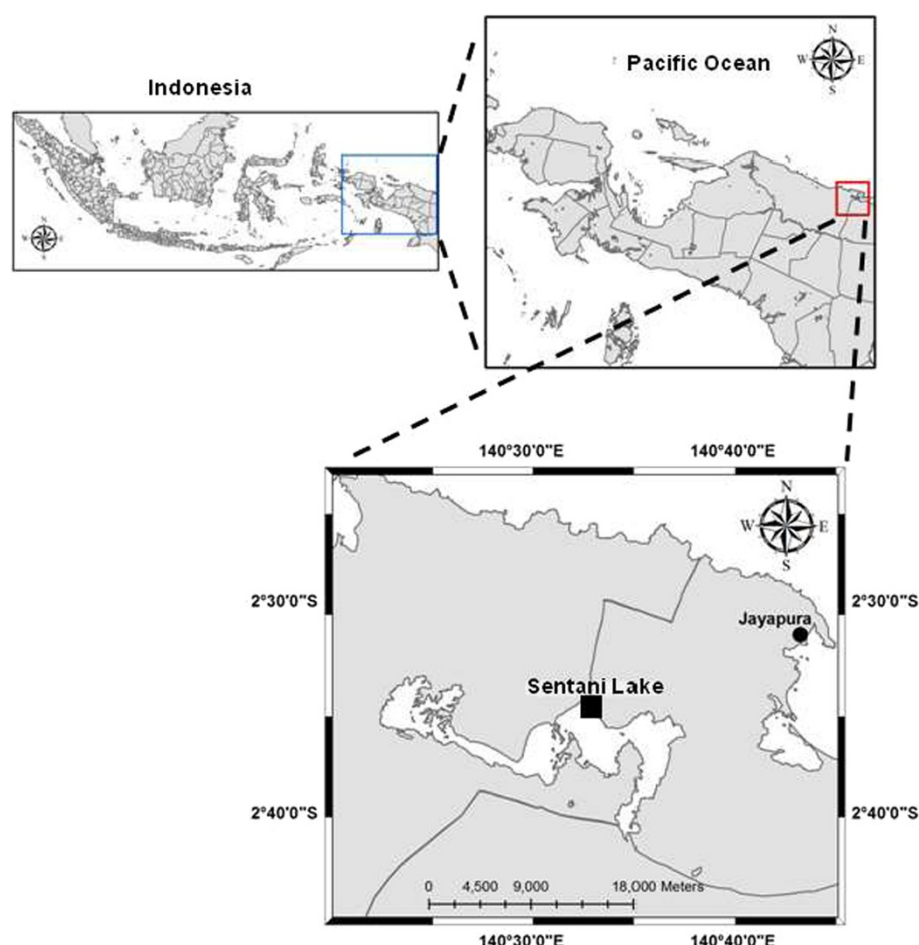 Indonesia
Pacific Ocean
N
W E
S
140°30'0"E 140°40'0"E
N
W E
S
2°30'0"S 2°30'0"S
Jayapura
Sentani Lake
2°40'0"S 2°40'0"S
0 4,500 9,000 18,000 Meters
140°30'0"E 140°40'0"E